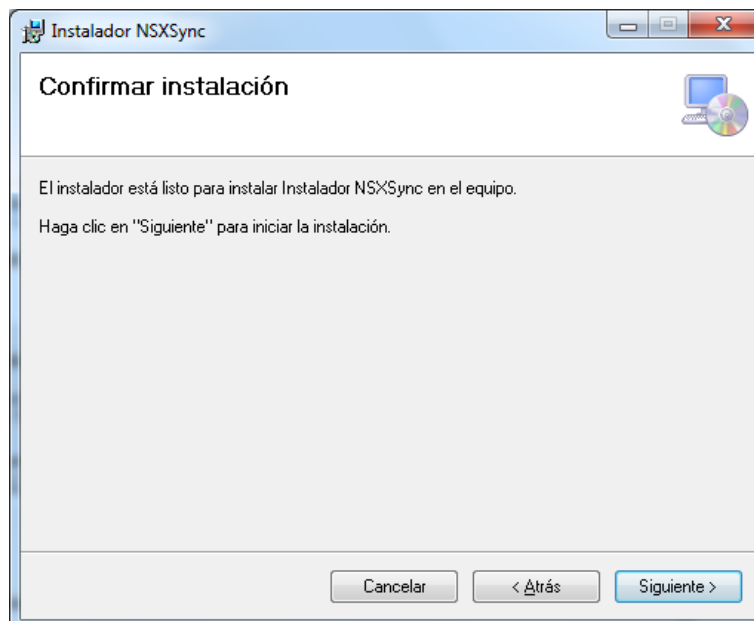 Instalador NSXSync
Confirmar instalación
El instalador está listo para instalar Instalador NSXSync en el equipo.
Haga clic en "Siguiente" para iniciar la instalación.
Cancelar
< Atrás
Siguiente >